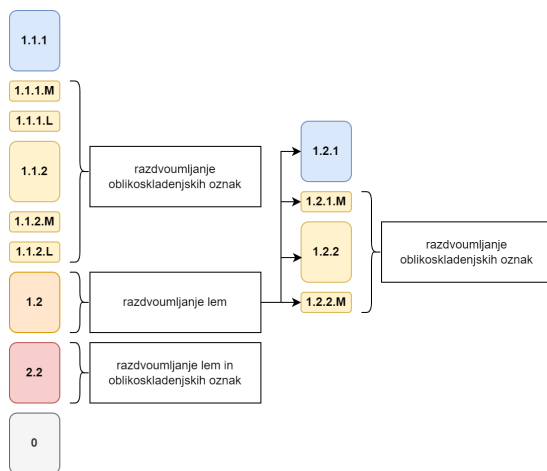 1.1.1
1.1.1.M
1.1.1.L
1.1.2
1.1.2.M
1.1.2.L
razdvoumljanje
oblikoskladenjskih oznak
1.2
razdvoumljanje lem
2.2
razdvoumljanje lem in
oblikoskladenjskih oznak
0
1.2.1
1.2.1.M
1.2.2
1.2.2.M
razdvoumljanje
oblikoskladenjskih oznak